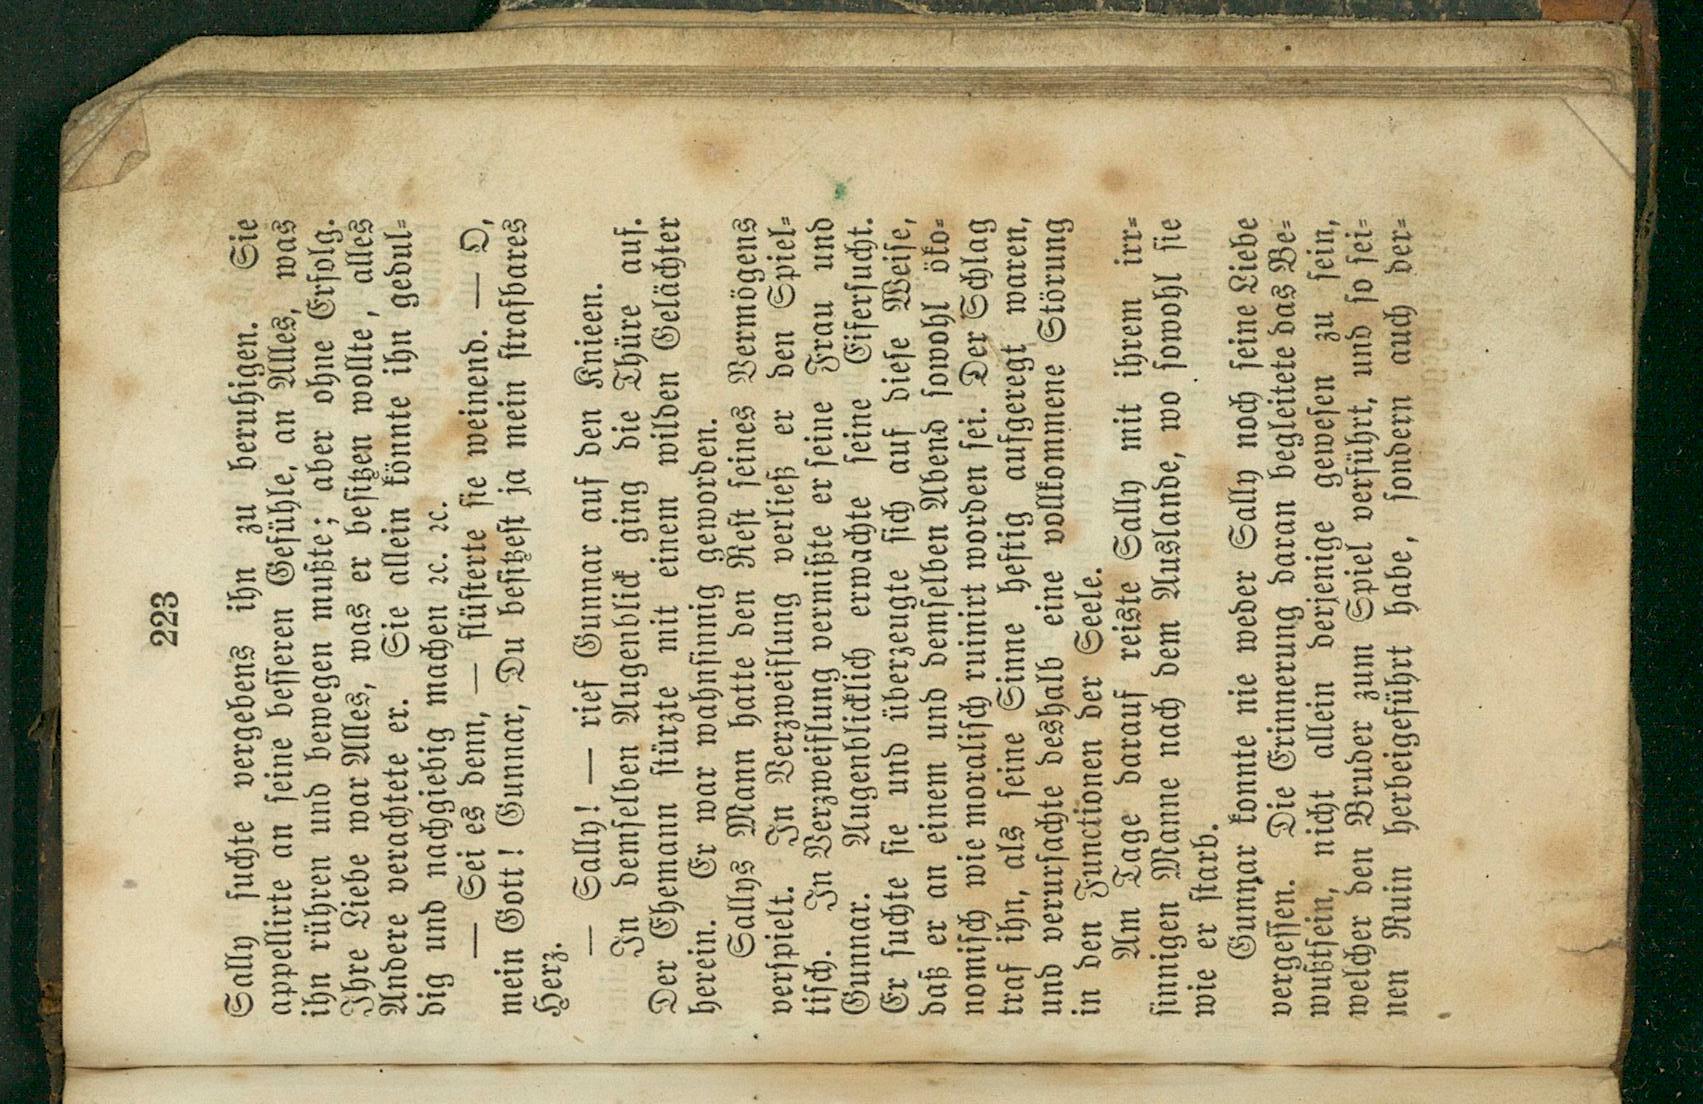 223
Sally suchte vergebens ihn zu beruhigen. Sie
appellirte an seine besseren Gefühle, an Alles, was
ihn rühren und bewegen mußte; aber ohne Erfolg.
Ihre Liebe war Alles, was er besitzen wollte, alles
Andere verachtete er. Sie allein könnte ihn gedul-
dig und nachgiebig machen ꝛc. ꝛc.
— Sei es denn, — flüsterte sie weinend. — O,
mein Gott! Gunnar, Du besitzest ja mein strafbares
Herz.
— Sally! — rief Gunnar auf den Knieen.
In demselben Augenblick ging die Thüre auf.
Der Ehemann stürzte mit einem wilden Gelächter
herein. Er war wahnsinnig geworden.
Sallys Mann hatte den Rest seines Vermögens
verspielt. In Verzweiflung verließ er den Spiel-
tisch. In Verzweiflung vermißte er seine Frau und
Gunnar. Augenblicklich erwachte seine Eifersucht.
Er suchte sie und überzeugte sich auf diese Weise,
daß er an einem und demselben Abend sowohl öko-
nomisch wie moralisch ruinirt worden sei. Der Schlag
traf ihn, als seine Sinne heftig aufgeregt waren,
und verursachte deshalb eine vollkommene Störung
in den Functionen der Seele.
Am Tage darauf reiste Sally mit ihrem irr-
sinnigen Manne nach dem Auslande, wo sowohl sie
wie er starb.
Gunnar konnte nie weder Sally noch seine Liebe
vergessen. Die Erinnerung daran begleitete das Be-
wußtsein, nicht allein derjenige gewesen zu sein,
welcher den Bruder zum Spiel verführt, und so sei-
nen Ruin herbeigeführt habe, sondern auch der-